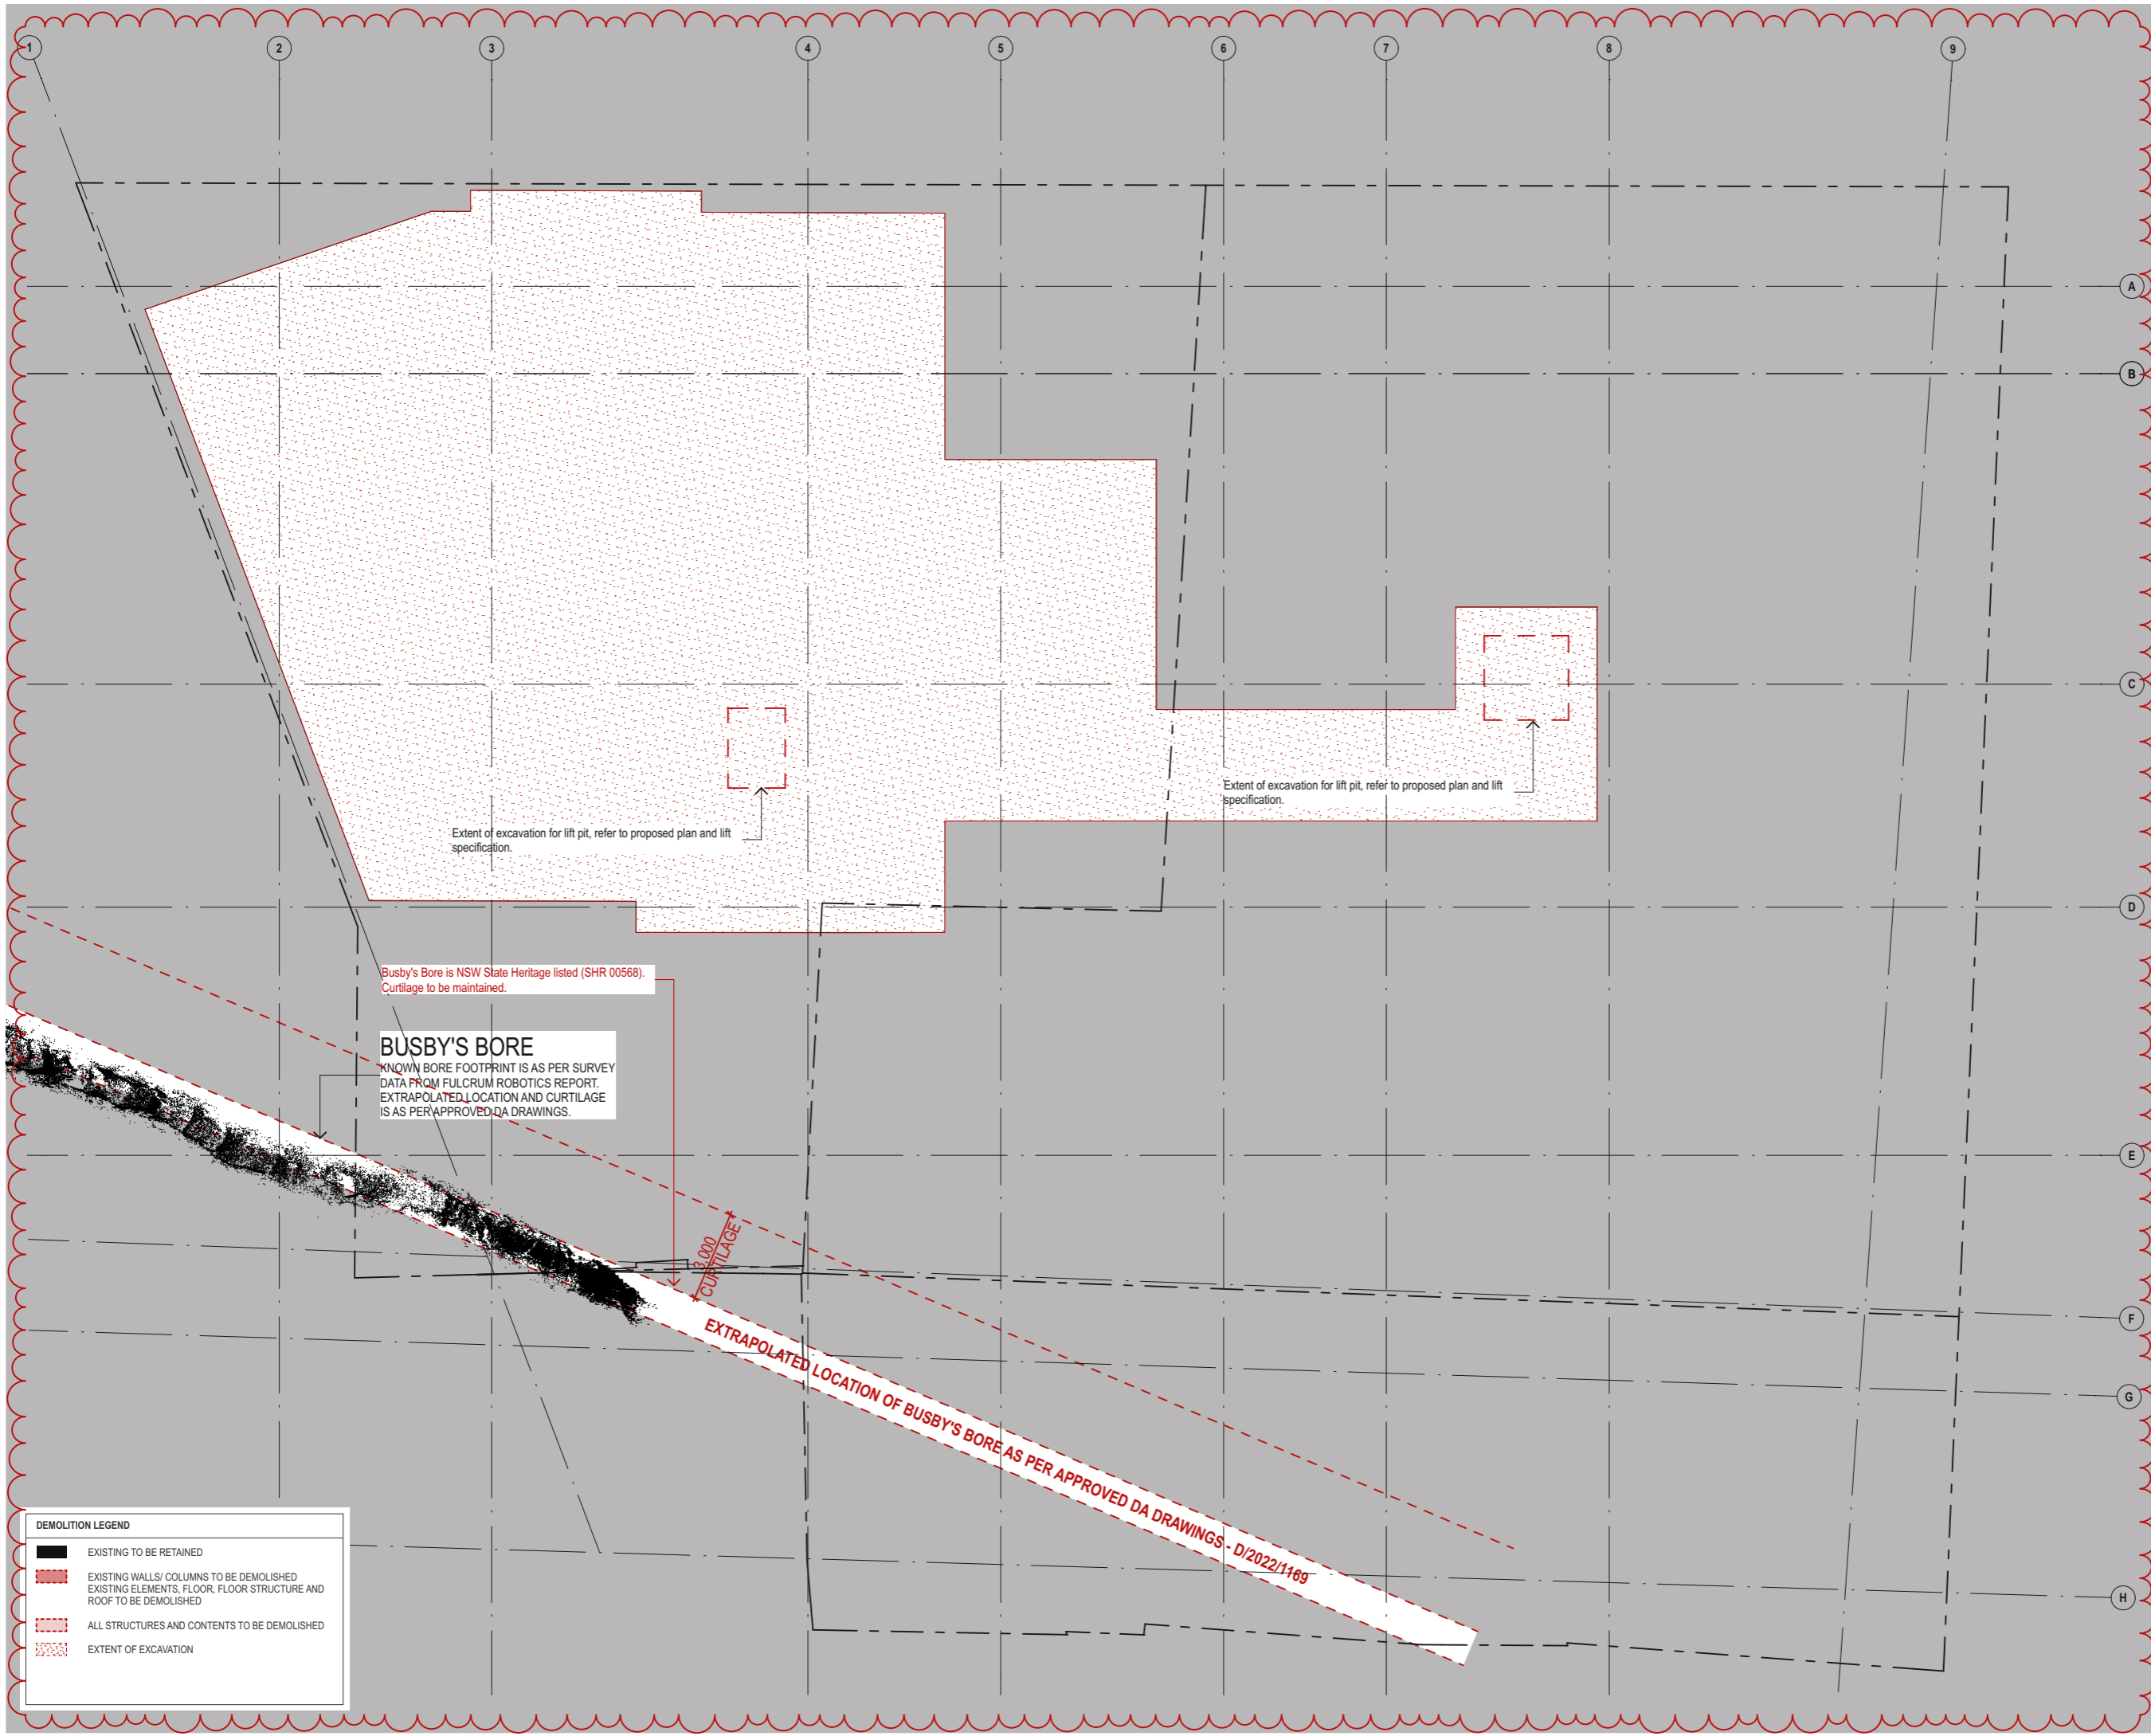 1
2
3
4
5
6
7
8
9
A
B
C
Extent of excavation for lift pit, refer to proposed plan and lift
specification.
Extent of excavation for lift pit, refer to proposed plan and lift
specification.
D
Busby's Bore is NSW State Heritage listed (SHR 00568).
Curtilage to be maintained.
BUSBY'S BORE
KNOWN BORE FOOTPRINT IS AS PER SURVEY
DATA FROM FULCRUM ROBOTICS REPORT.
EXTRAPOLATED LOCATION AND CURTILAGE
IS AS PER APPROVED DA DRAWINGS.
E
3,000
CURTILAGE
F
EXTRAPOLATED LOCATION OF BUSBY'S BORE AS PER APPROVED DA DRAWINGS - D/2022/1169
G
H
DEMOLITION LEGEND
EXISTING TO BE RETAINED
EXISTING WALLS/ COLUMNS TO BE DEMOLISHED
EXISTING ELEMENTS, FLOOR, FLOOR STRUCTURE AND
ROOF TO BE DEMOLISHED
ALL STRUCTURES AND CONTENTS TO BE DEMOLISHED
EXTENT OF EXCAVATION